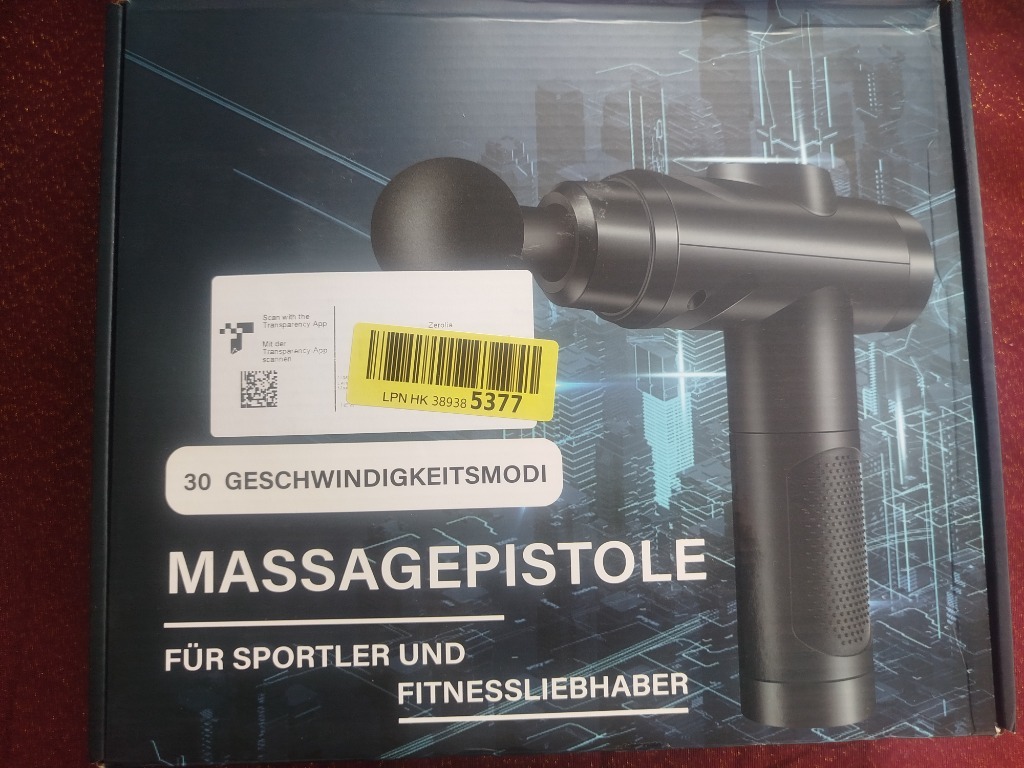 Scan with the
Transparency App
Mit der
Transparency-App
scannen
Zerolia
LPN HK 38938 5377
30 GESCHWINDIGKEITSMODI
MASSAGEPISTOLE
FÜR SPORTLER UND
FITNESSLIEBHABER